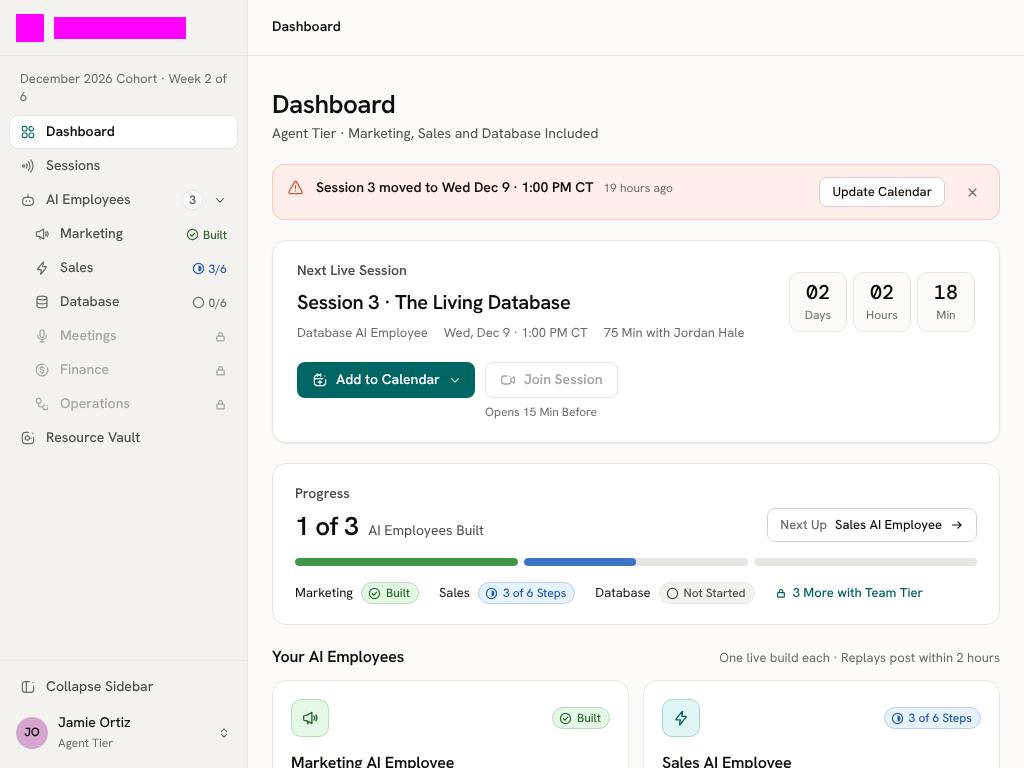 Dashboard
December 2026 Cohort · Week 2 of
6
Dashboard
Sessions
AI Employees 3
Marketing Built
Sales 3/6
Database 0/6
Meetings
Finance
Operations
Resource Vault
Collapse Sidebar
JO Jamie Ortiz
Agent Tier
Dashboard
Agent Tier · Marketing, Sales and Database Included
Session 3 moved to Wed Dec 9 · 1:00 PM CT 19 hours ago Update Calendar
Next Live Session
Session 3 · The Living Database
Database AI Employee Wed, Dec 9 · 1:00 PM CT 75 Min with Jordan Hale
02 02 18
Days Hours Min
Add to Calendar Join Session
Opens 15 Min Before
Progress
1 of 3 AI Employees Built
Next Up Sales AI Employee
Marketing Built Sales 3 of 6 Steps Database Not Started 3 More with Team Tier
Your AI Employees One live build each · Replays post within 2 hours
Built 3 of 6 Steps
Marketing AI Employee Sales AI Employee